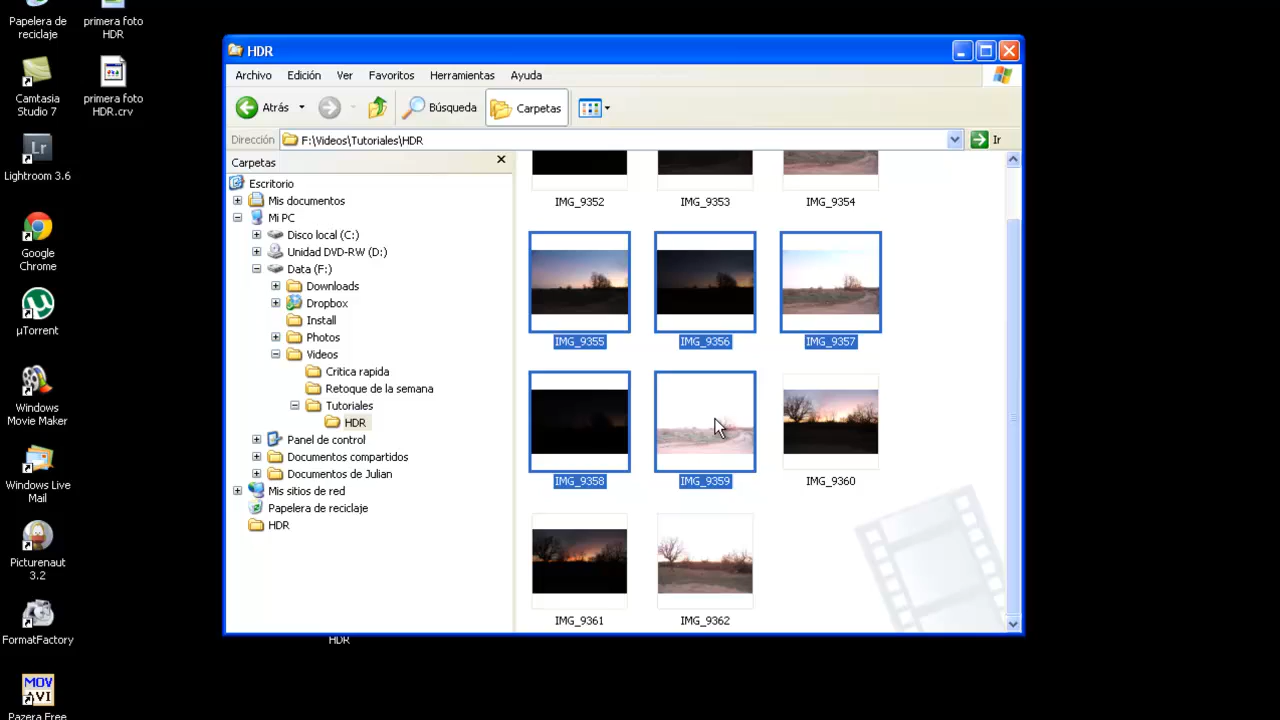 Papelera de
reciclaje
primera foto
HDR
Camtasia
Studio 7
primera foto
HDR.crv
Lr
Lightroom 3.6
Google
Chrome
µTorrent
Windows
Movie Maker
Windows Live
Mail
Picturenaut
3.2
FormatFactory
MOV
AVI
Pazera Free
HDR
HDR
Archivo Edición Ver Favoritos Herramientas Ayuda
Atrás Búsqueda Carpetas
Dirección F:\Videos\Tutoriales\HDR Ir
Carpetas
Escritorio
Mis documentos
Mi PC
Disco local (C:)
Unidad DVD-RW (D:)
Data (F:)
Downloads
Dropbox
Install
Photos
Videos
Critica rapida
Retoque de la semana
Tutoriales
HDR
Panel de control
Documentos compartidos
Documentos de Julian
Mis sitios de red
Papelera de reciclaje
HDR
IMG_9352 IMG_9353 IMG_9354
IMG_9355 IMG_9356 IMG_9357
IMG_9358 IMG_9359 IMG_9360
IMG_9361 IMG_9362